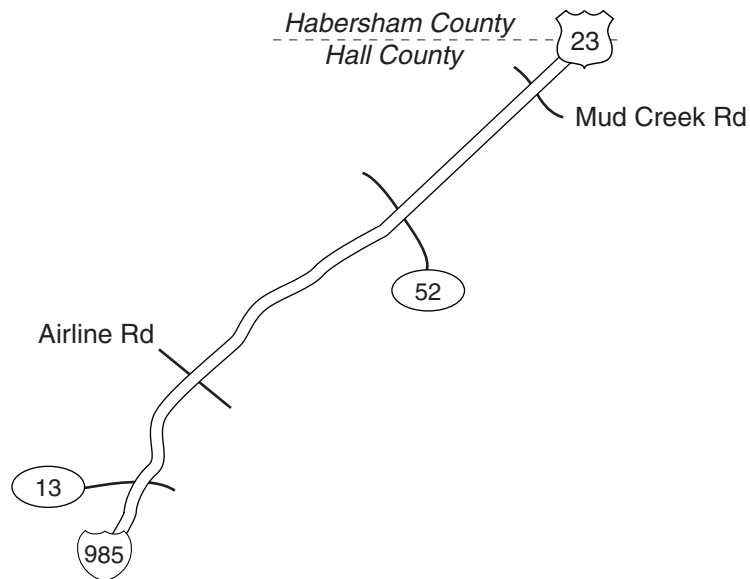 Habersham County
Hall County
23
Mud Creek Rd
52
Airline Rd
13
985